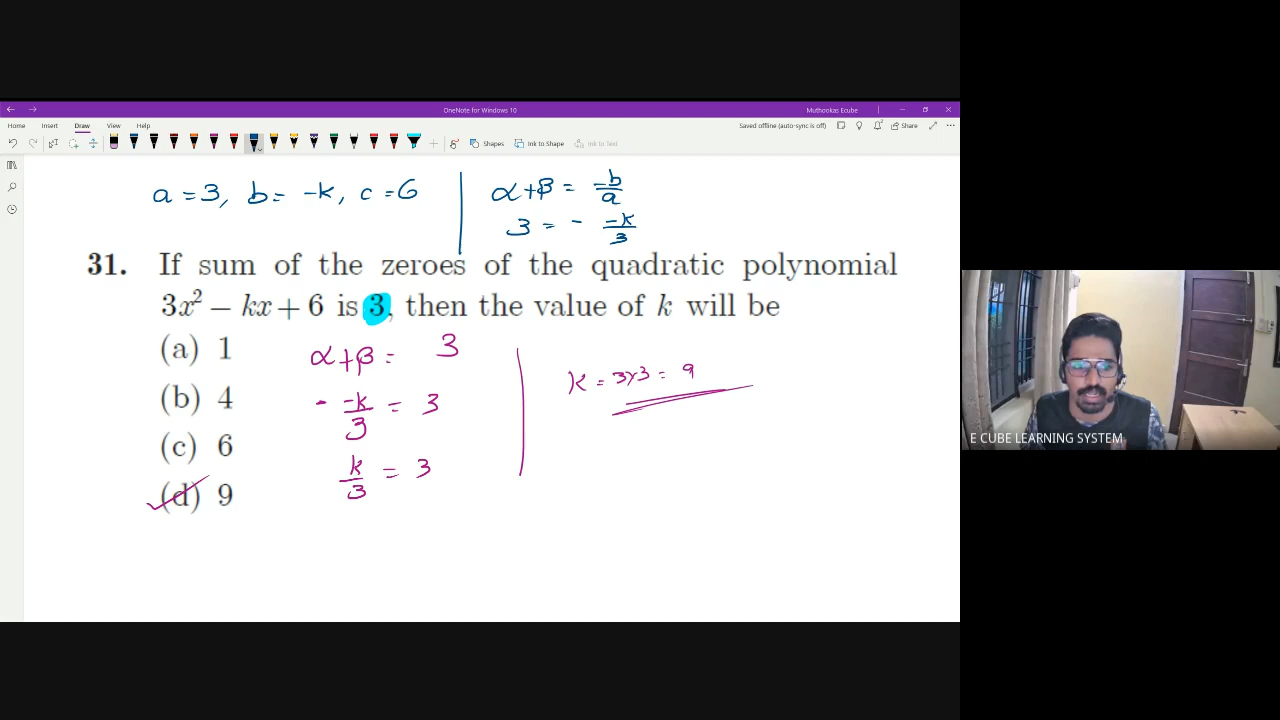 OneNote for Windows 10
Muthookas Ecube
Home Insert Draw View Help
Saved offline (auto-sync is off)
Share
Shapes
Ink to Shape
Ink to Text
a = 3, b = -k, c = 6
α+β = -b/a
3 = - -k/3
31. If sum of the zeroes of the quadratic polynomial
3x² − kx + 6 is 3, then the value of k will be
(a) 1
(b) 4
(c) 6
(d) 9
α+β = 3
- -k/3 = 3
k/3 = 3
k = 3×3 = 9
E CUBE LEARNING SYSTEM